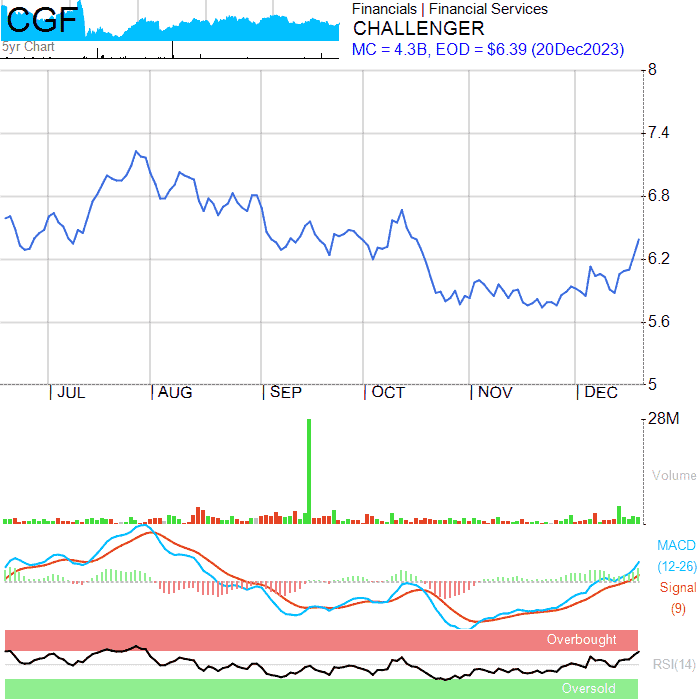 CGF
5yr Chart
Financials | Financial Services
CHALLENGER
MC = 4.3B, EOD = $6.39 (20Dec2023)
8
7.4
6.8
6.2
5.6
5
JUL
AUG
SEP
OCT
NOV
DEC
28M
Volume
MACD
(12-26)
Signal
(9)
Overbought
RSI(14)
Oversold